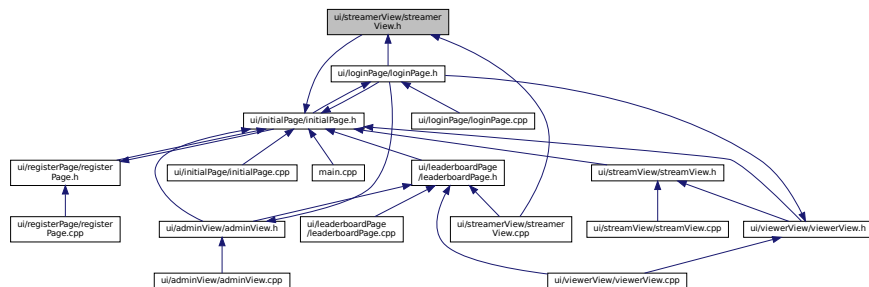 ui/streamerView/streamer
View.h
ui/loginPage/loginPage.h
ui/initialPage/initialPage.h
ui/loginPage/loginPage.cpp
ui/registerPage/register
Page.h
ui/initialPage/initialPage.cpp
main.cpp
ui/leaderboardPage
/leaderboardPage.h
ui/streamView/streamView.h
ui/registerPage/register
Page.cpp
ui/adminView/adminView.h
ui/leaderboardPage
/leaderboardPage.cpp
ui/streamerView/streamer
View.cpp
ui/streamView/streamView.cpp
ui/viewerView/viewerView.h
ui/adminView/adminView.cpp
ui/viewerView/viewerView.cpp